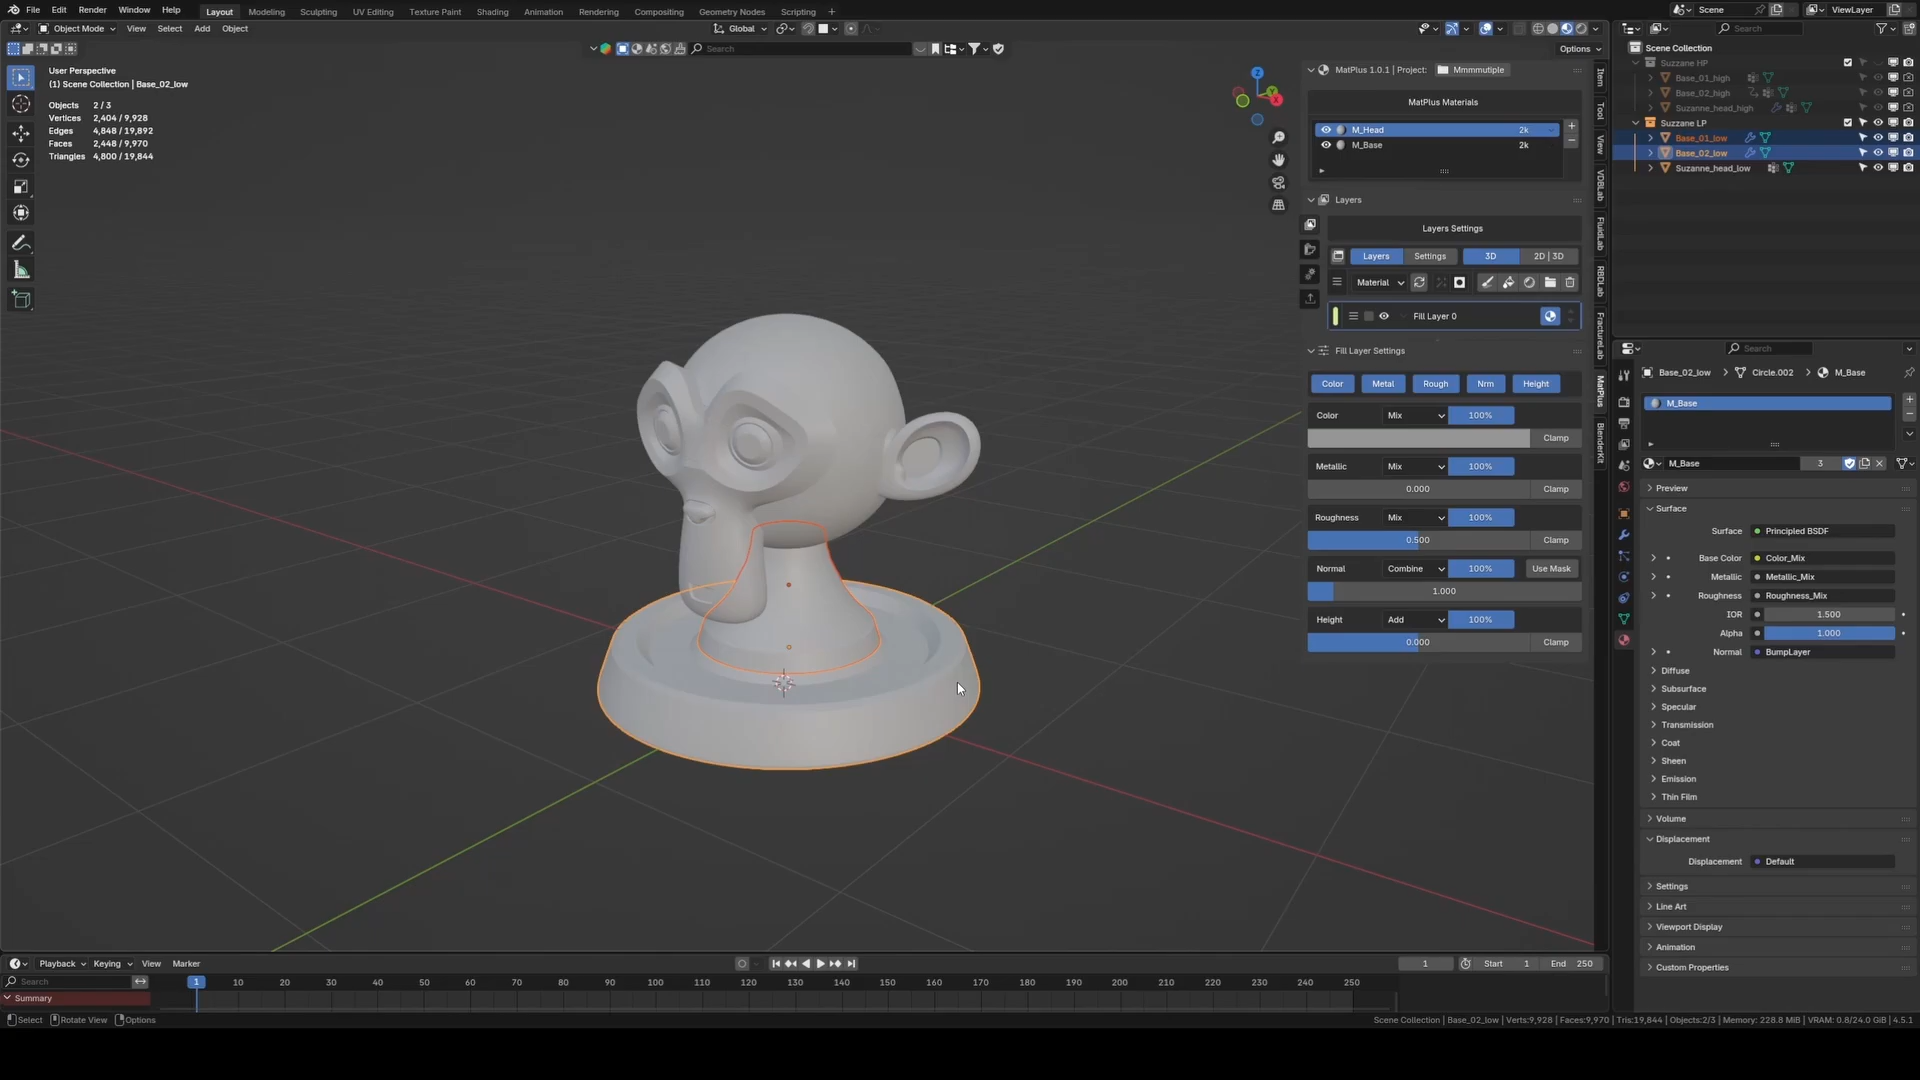 File Edit Render Window Help Layout Modeling Sculpting UV Editing Texture Paint Shading Animation Rendering Compositing Geometry Nodes Scripting + Scene ViewLayer
Object Mode View Select Add Object Global Search
Search Options
User Perspective
(1) Scene Collection | Base_02_low
Objects 2 / 3
Vertices 2,404 / 9,928
Edges 4,848 / 19,892
Faces 2,448 / 9,970
Triangles 4,800 / 19,844
Z
Y
X
MatPlus 1.0.1 | Project: Mmmmutiple
MatPlus Materials
M_Head 2k
M_Base 2k
Layers
Layers Settings
Layers Settings 3D 2D | 3D
Material
Fill Layer 0
Fill Layer Settings
Color Metal Rough Nrm Height
Color Mix 100%
Clamp
Metallic Mix 100%
0.000 Clamp
Roughness Mix 100%
0.500 Clamp
Normal Combine 100% Use Mask
1.000
Height Add 100%
0.000 Clamp
Item
Tool
View
VDBLab
FluidLab
RBDLab
FractureLab
MatPlus
BlenderKit
Scene Collection
Suzzane HP
Base_01_high
Base_02_high
Suzanne_head_high
Suzzane LP
Base_01_low
Base_02_low
Suzanne_head_low
Search
Base_02_low > Circle.002 > M_Base
M_Base
M_Base 3
Preview
Surface
Surface Principled BSDF
Base Color Color_Mix
Metallic Metallic_Mix
Roughness Roughness_Mix
IOR 1.500
Alpha 1.000
Normal BumpLayer
Diffuse
Subsurface
Specular
Transmission
Coat
Sheen
Emission
Thin Film
Volume
Displacement
Displacement Default
Settings
Line Art
Viewport Display
Animation
Custom Properties
Playback Keying View Marker 1 Start 1 End 250
Search 1 10 20 30 40 50 60 70 80 90 100 110 120 130 140 150 160 170 180 190 200 210 220 230 240 250
Summary
Select Rotate View Options Scene Collection | Base_02_low | Verts:9,928 | Faces:9,970 | Tris:19,844 | Objects:2/3 | Memory: 228.8 MiB | VRAM: 0.8/24.0 GiB | 4.5.1